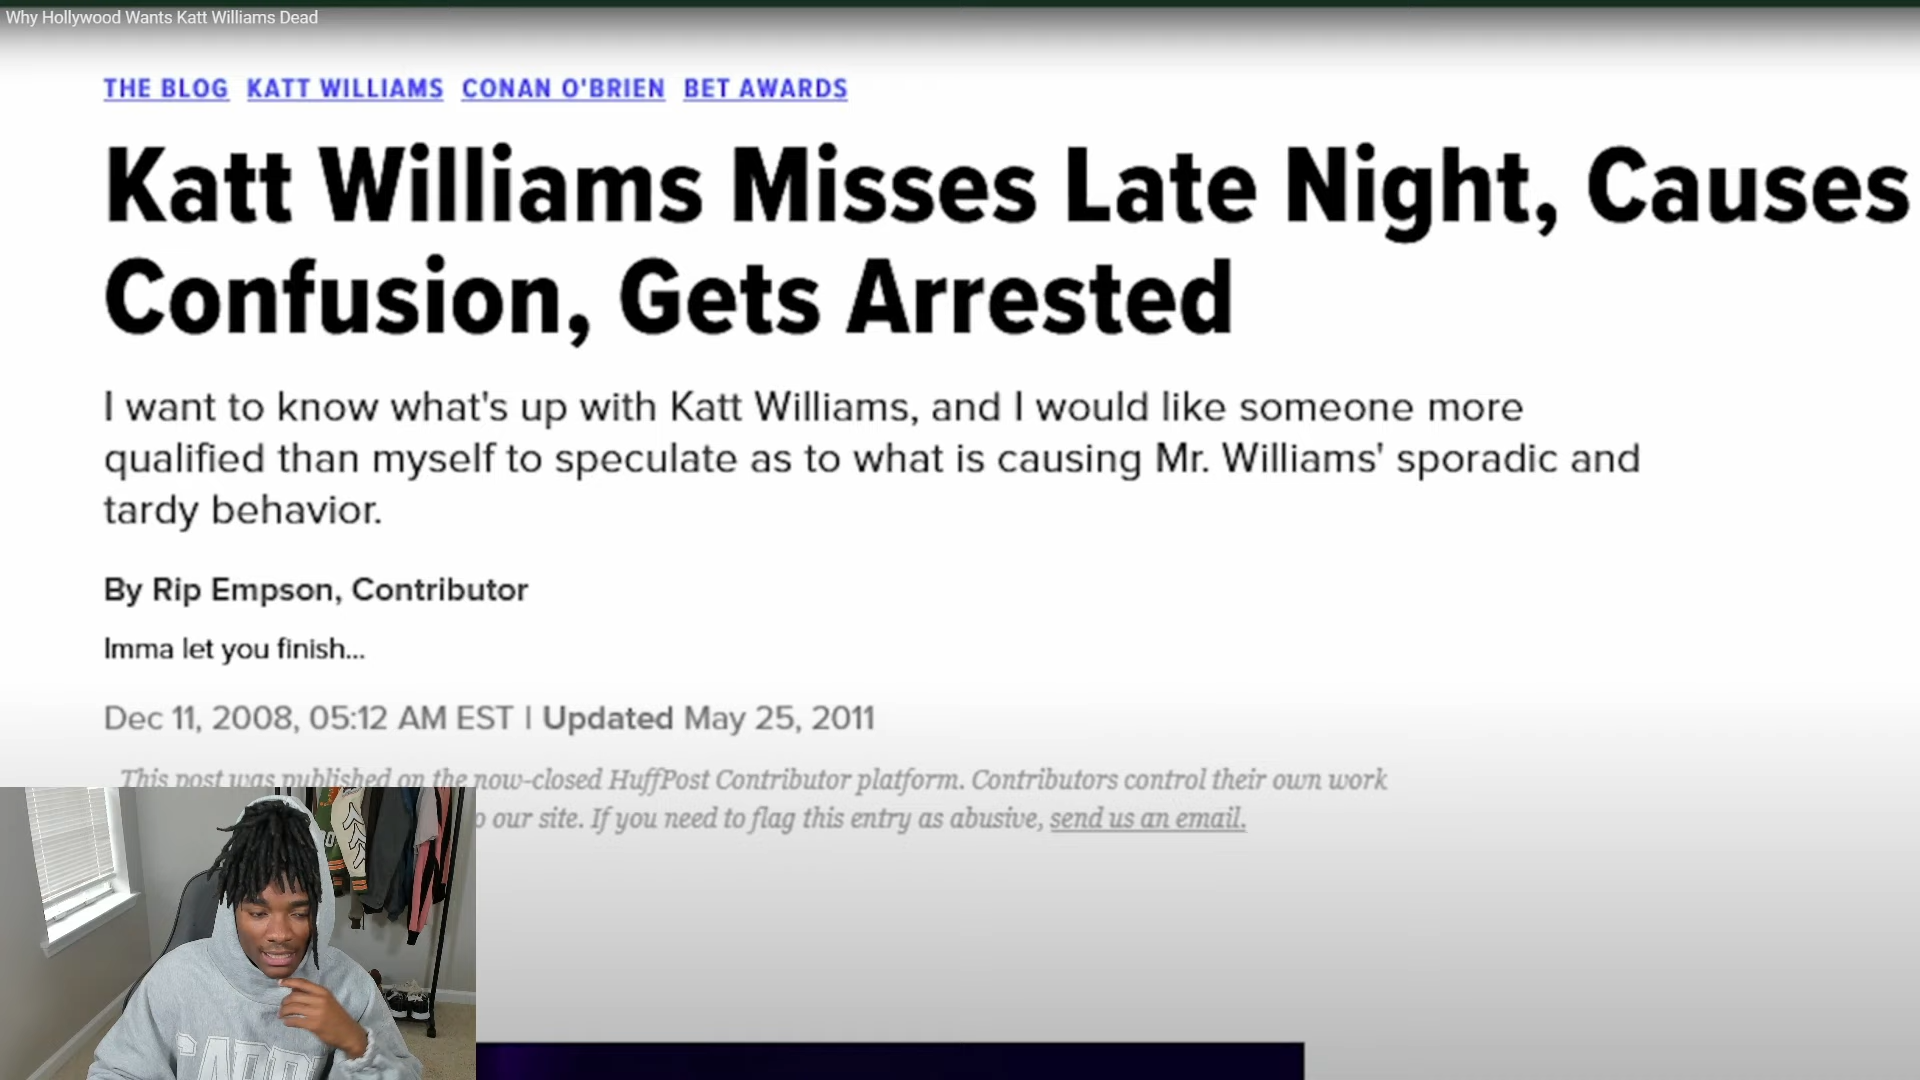 Why Hollywood Wants Katt Williams Dead
THE BLOG KATT WILLIAMS CONAN O'BRIEN BET AWARDS
Katt Williams Misses Late Night, Causes
Confusion, Gets Arrested
I want to know what's up with Katt Williams, and I would like someone more
qualified than myself to speculate as to what is causing Mr. Williams' sporadic and
tardy behavior.
By Rip Empson, Contributor
Imma let you finish...
Dec 11, 2008, 05:12 AM EST | Updated May 25, 2011
This post was published on the now-closed HuffPost Contributor platform. Contributors control their own work
our site. If you need to flag this entry as abusive, send us an email.